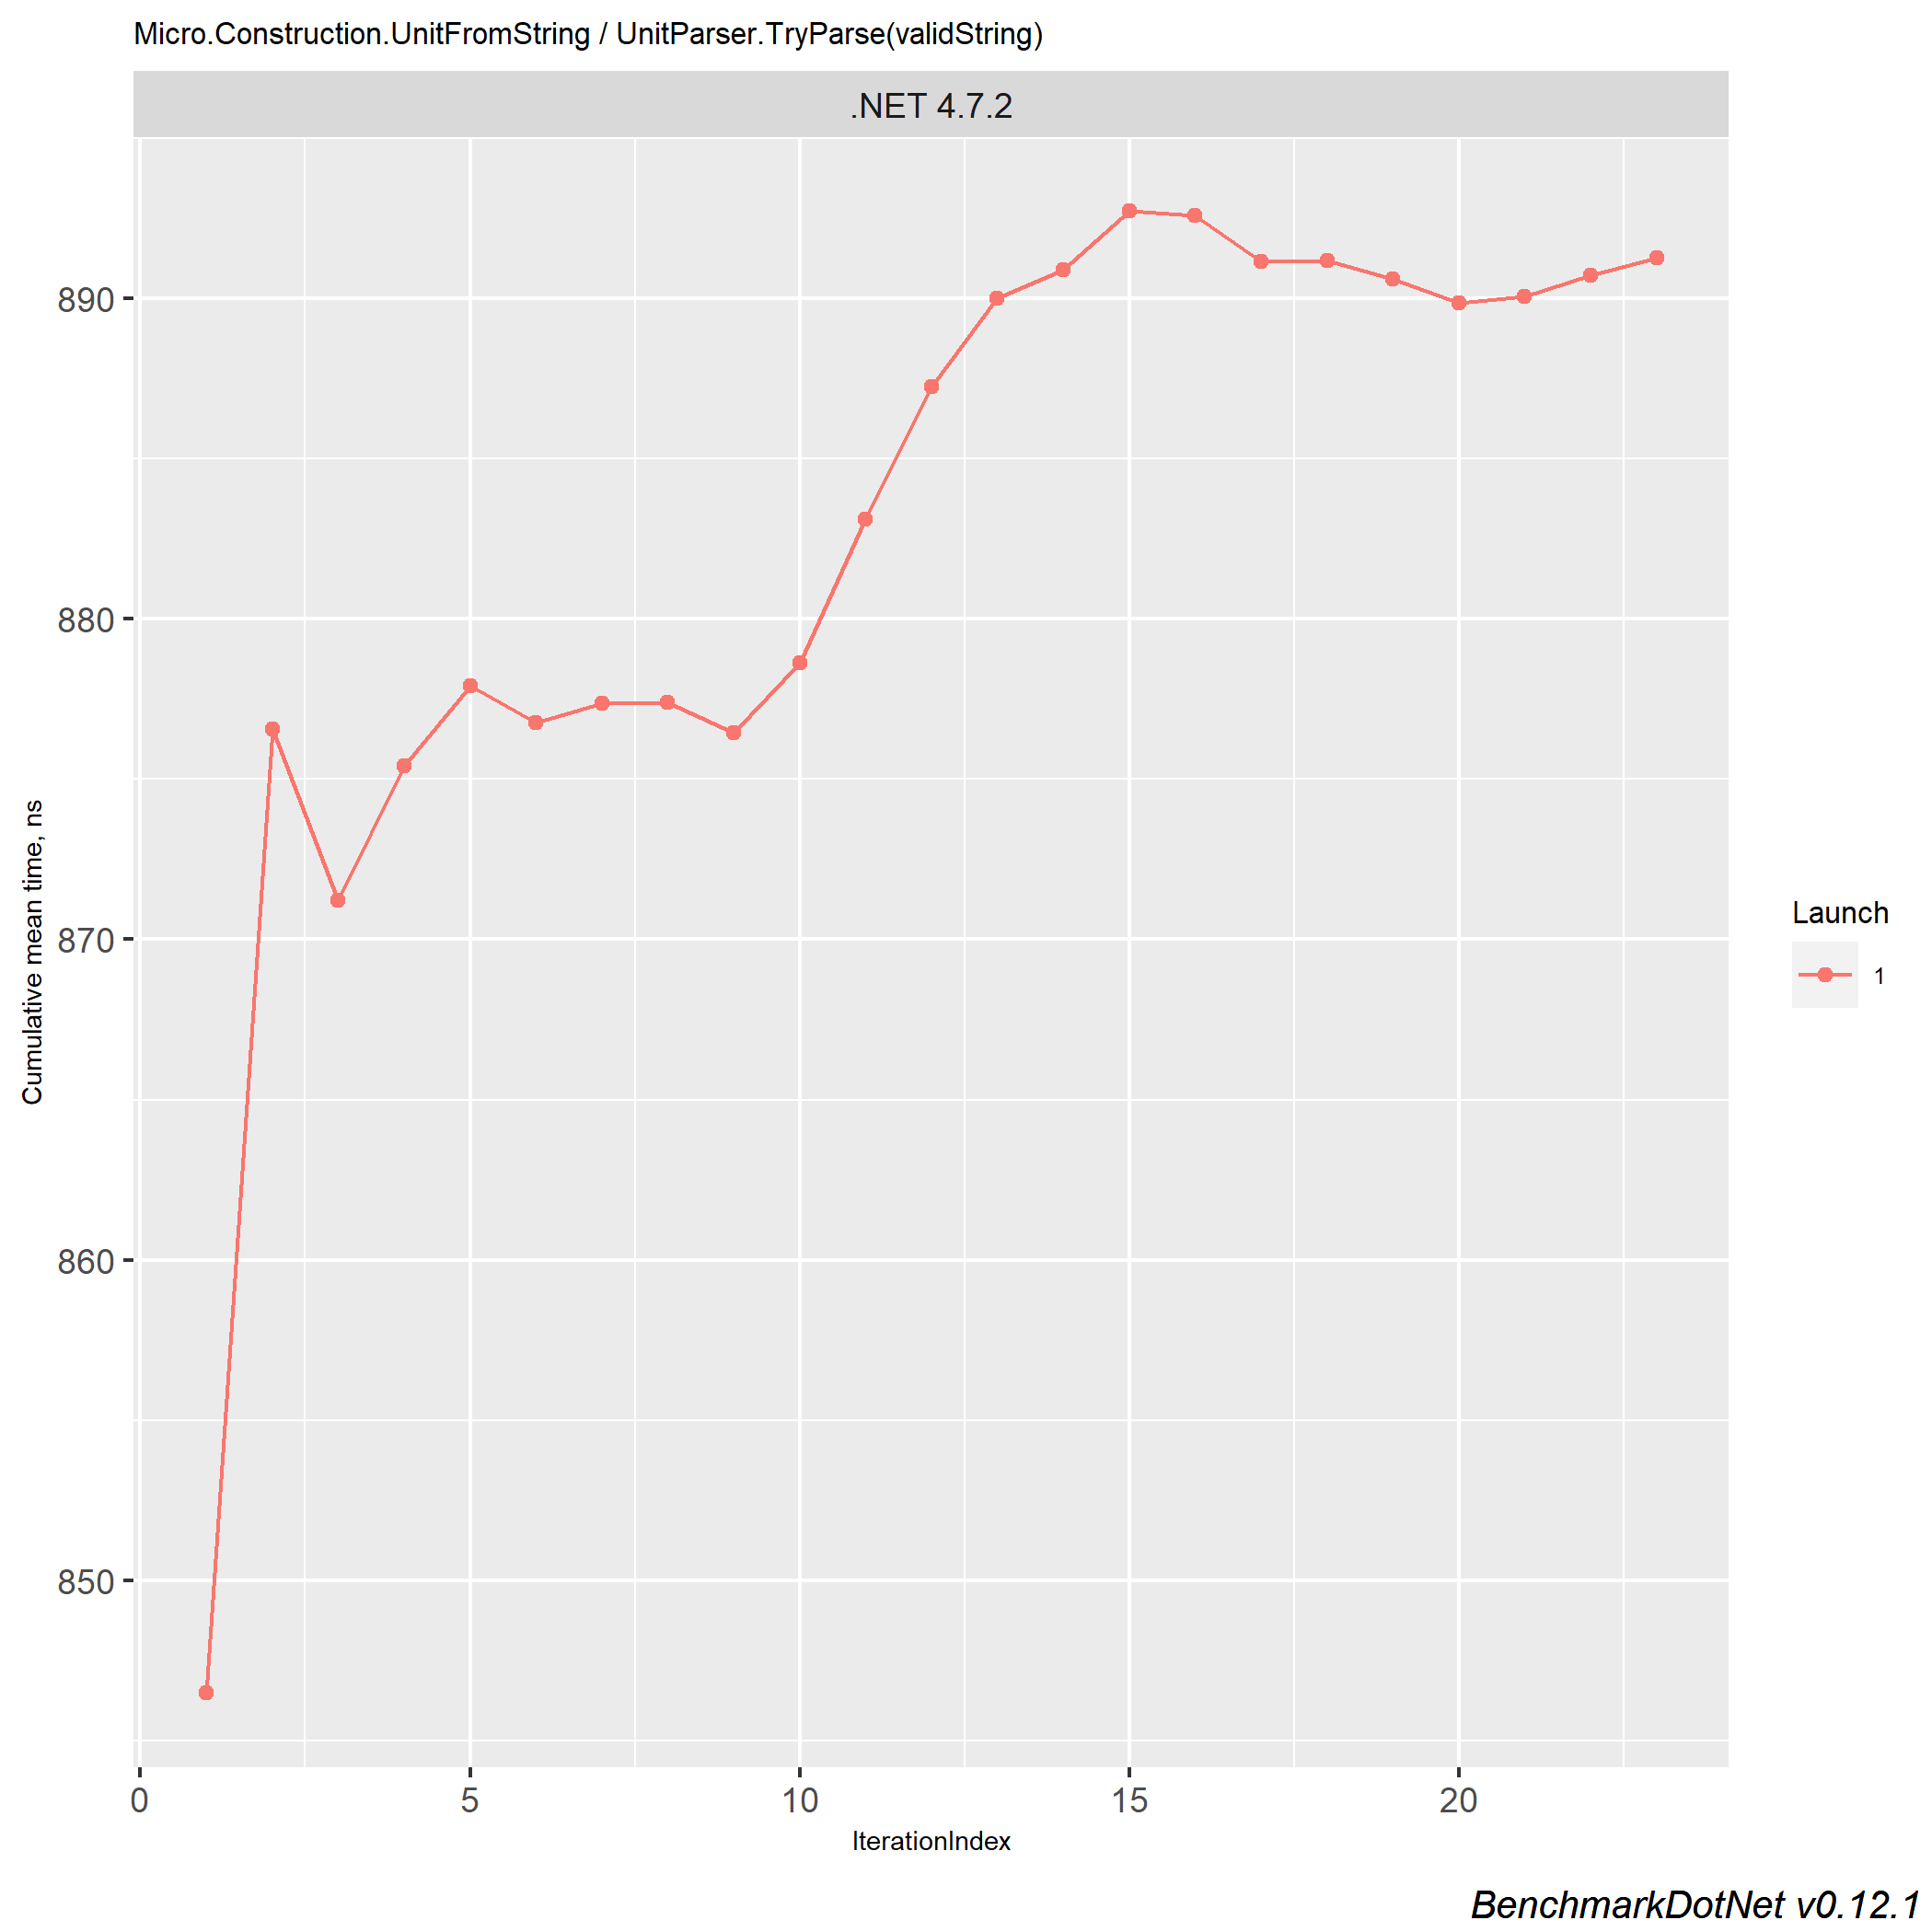 Micro.Construction.UnitFromString / UnitParser.TryParse(validString)
.NET 4.7.2
890
880
870
860
850
Cumulative mean time, ns
0 5 10 15 20
IterationIndex
Launch
1
BenchmarkDotNet v0.12.1